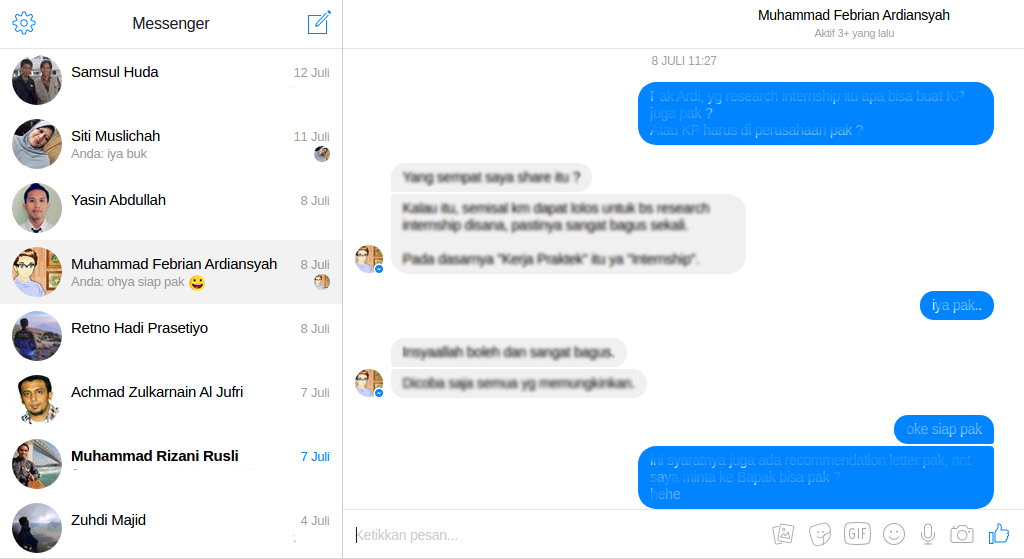 Messenger
Samsul Huda
12 Juli
Siti Muslichah
11 Juli
Anda: iya buk
Yasin Abdullah
8 Juli
Muhammad Febrian Ardiansyah
8 Juli
Anda: ohya siap pak 😀
Retno Hadi Prasetiyo
8 Juli
Achmad Zulkarnain Al Jufri
7 Juli
Muhammad Rizani Rusli
7 Juli
Zuhdi Majid
4 Juli
Muhammad Febrian Ardiansyah
Aktif 3+ yang lalu
8 JULI 11:27
Pak Ardi, yg research internship itu apa bisa buat KP
juga pak ?
Atau KP harus di perusahaan pak ?
Yang sempat saya share itu ?
Kalau itu, semisal km dapat lolos untuk bs research
internship disana, pastinya sangat bagus sekali.
Pada dasarnya "Kerja Praktek" itu ya "Internship".
iya pak..
Insyaallah boleh dan sangat bagus.
Dicoba saja semua yg memungkinkan.
oke siap pak
ini syaratnya juga ada recommendation letter pak, nnt
saya minta ke Bapak bisa pak ?
hehe
Ketikkan pesan...
GIF